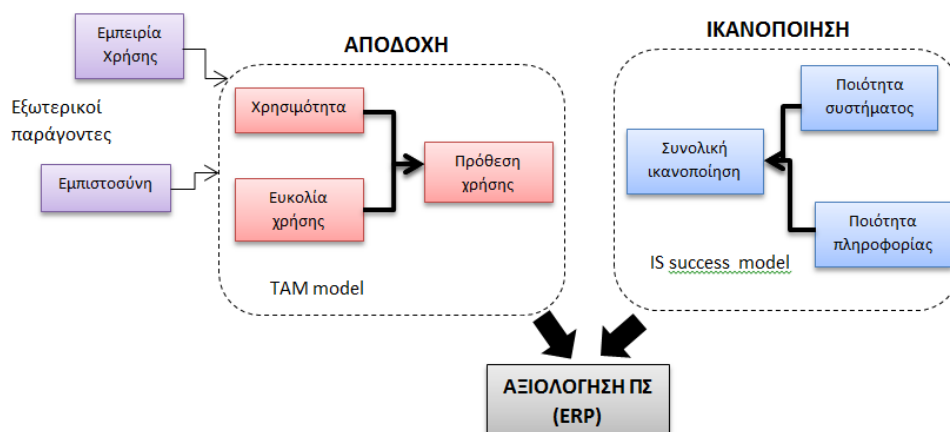 Εμπειρία
Χρήσης
Εξωτερικοί
παράγοντες
Εμπιστοσύνη
ΑΠΟΔΟΧΗ
Χρησιμότητα
Ευκολία
χρήσης
Πρόθεση
χρήσης
TAM model
ΙΚΑΝΟΠΟΙΗΣΗ
Ποιότητα
συστήματος
Συνολική
ικανοποίηση
Ποιότητα
πληροφορίας
IS success model
ΑΞΙΟΛΟΓΗΣΗ ΠΣ
(ERP)